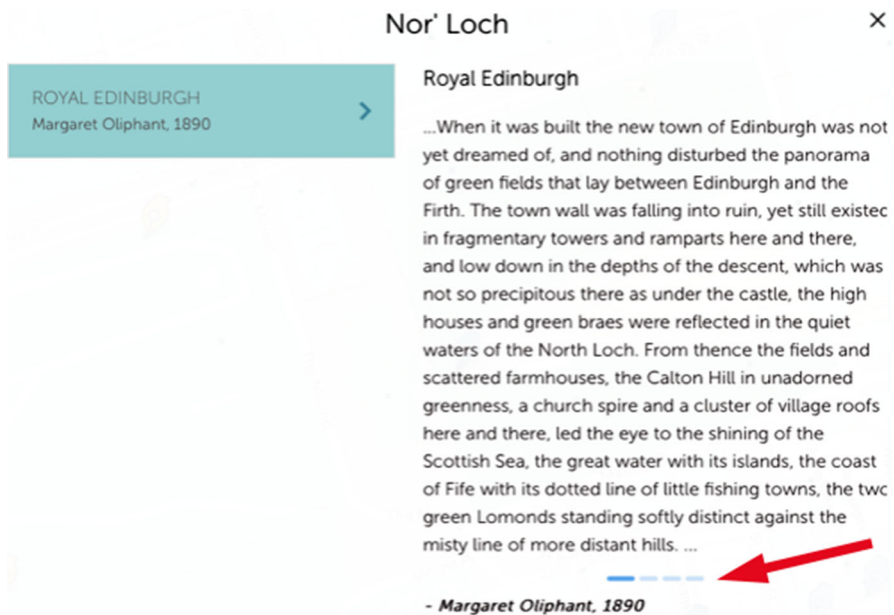 Nor' Loch
ROYAL EDINBURGH
Margaret Oliphant, 1890
Royal Edinburgh
...When it was built the new town of Edinburgh was not
yet dreamed of, and nothing disturbed the panorama
of green fields that lay between Edinburgh and the
Firth. The town wall was falling into ruin, yet still existed
in fragmentary towers and ramparts here and there,
and low down in the depths of the descent, which was
not so precipitous there as under the castle, the high
houses and green braes were reflected in the quiet
waters of the North Loch. From thence the fields and
scattered farmhouses, the Calton Hill in unadorned
greenness, a church spire and a cluster of village roofs
here and there, led the eye to the shining of the
Scottish Sea, the great water with its islands, the coast
of Fife with its dotted line of little fishing towns, the two
green Lomonds standing softly distinct against the
misty line of more distant hills. ...
- Margaret Oliphant, 1890